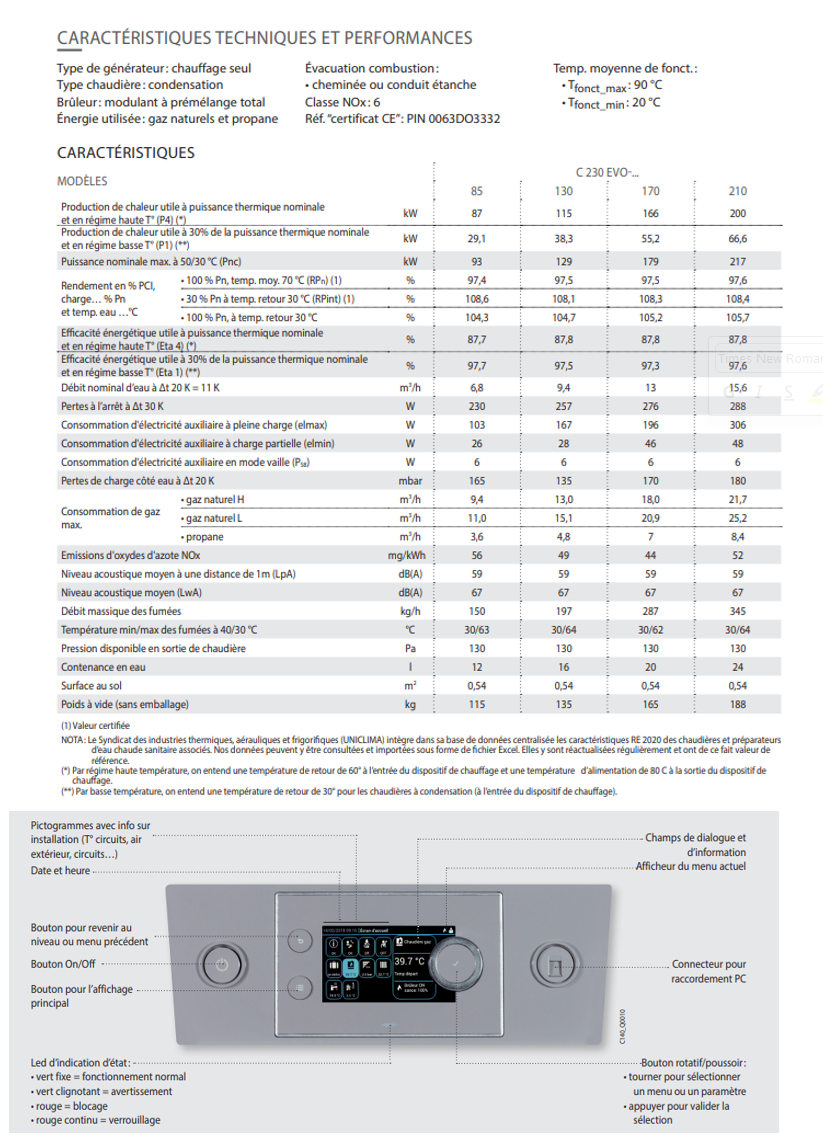 CARACTÉRISTIQUES TECHNIQUES ET PERFORMANCES
Type de générateur : chauffage seul
Type chaudière : condensation
Brûleur: modulant à prémélange total
Énergie utilisée : gaz naturels et propane
Évacuation combustion :
• cheminée ou conduit étanche
Classe NOx : 6
Réf. “certificat CE” : PIN 0063DO3332
Temp. moyenne de fonct. :
• Tfonct_max : 90 °C
• Tfonct_min : 20 °C
CARACTÉRISTIQUES
MODÈLES
C 230 EVO-...
85 130 170 210
Production de chaleur utile à puissance thermique nominale
et en régime haute T° (P4) (*) kW 87 115 166 200
Production de chaleur utile à 30% de la puissance thermique nominale
et en régime basse T° (P1) (**) kW 29,1 38,3 55,2 66,6
Puissance nominale max. à 50/30 °C (Pnc) kW 93 129 179 217
Rendement en % PCI,
charge… % Pn
et temp. eau …°C
• 100 % Pn, temp. moy. 70 °C (RPn) (1) % 97,4 97,5 97,5 97,6
• 30 % Pn à temp. retour 30 °C (RPint) (1) % 108,6 108,1 108,3 108,4
• 100 % Pn, à temp. retour 30 °C % 104,3 104,7 105,2 105,7
Efficacité énergétique utile à puissance thermique nominale
et en régime haute T° (Eta 4) (*) % 87,7 87,8 87,8 87,8
Efficacité énergétique utile à 30% de la puissance thermique nominale
et en régime basse T° (Eta 1) (**) % 97,7 97,5 97,3 97,6
Débit nominal d’eau à Δt 20 K = 11 K m³/h 6,8 9,4 13 15,6
Pertes à l’arrêt à Δt 30 K W 230 257 276 288
Consommation d’électricité auxiliaire à pleine charge (elmax) W 103 167 196 306
Consommation d’électricité auxiliaire à charge partielle (elmin) W 26 28 46 48
Consommation d’électricité auxiliaire en mode vaille (PSB) W 6 6 6 6
Pertes de charge côté eau à Δt 20 K mbar 165 135 170 180
Consommation de gaz
max.
• gaz naturel H m³/h 9,4 13,0 18,0 21,7
• gaz naturel L m³/h 11,0 15,1 20,9 25,2
• propane m³/h 3,6 4,8 7 8,4
Emissions d’oxydes d’azote NOx mg/kWh 56 49 44 52
Niveau acoustique moyen à une distance de 1m (LpA) dB(A) 59 59 59 59
Niveau acoustique moyen (LwA) dB(A) 67 67 67 67
Débit massique des fumées kg/h 150 197 287 345
Température min/max des fumées à 40/30 °C °C 30/63 30/64 30/62 30/64
Pression disponible en sortie de chaudière Pa 130 130 130 130
Contenance en eau l 12 16 20 24
Surface au sol m² 0,54 0,54 0,54 0,54
Poids à vide (sans emballage) kg 115 135 165 188
Times New Roman
G I S
(1) Valeur certifiée
NOTA : Le Syndicat des industries thermiques, aérauliques et frigorifiques (UNICLIMA) intègre dans sa base de données centralisée les caractéristiques RE 2020 des chaudières et préparateurs
d’eau chaude sanitaire associés. Nos données peuvent y être consultées et importées sous forme de fichier Excel. Elles y sont réactualisées régulièrement et ont de ce fait valeur de
référence.
(*) Par régime haute température, on entend une température de retour de 60° à l’entrée du dispositif de chauffage et une température d’alimentation de 80 C à la sortie du dispositif de
chauffage.
(**) Par basse température, on entend une température de retour de 30° pour les chaudières à condensation (à l’entrée du dispositif de chauffage).
Pictogrammes avec info sur
installation (T° circuits, air
extérieur, circuits…)
Date et heure
Bouton pour revenir au
niveau ou menu précédent
Bouton On/Off
Bouton pour l’affichage
principal
Champs de dialogue et
d’information
Afficheur du menu actuel
Ecran d'accueil
Chaudière gaz
39.7 °C
Temp départ
Brûleur ON
Connecteur pour
raccordement PC
C140_Q0010
Led d’indication d’état :
• vert fixe = fonctionnement normal
• vert clignotant = avertissement
• rouge = blocage
• rouge continu = verrouillage
Bouton rotatif/poussoir :
• tourner pour sélectionner
un menu ou un paramètre
• appuyer pour valider la
sélection